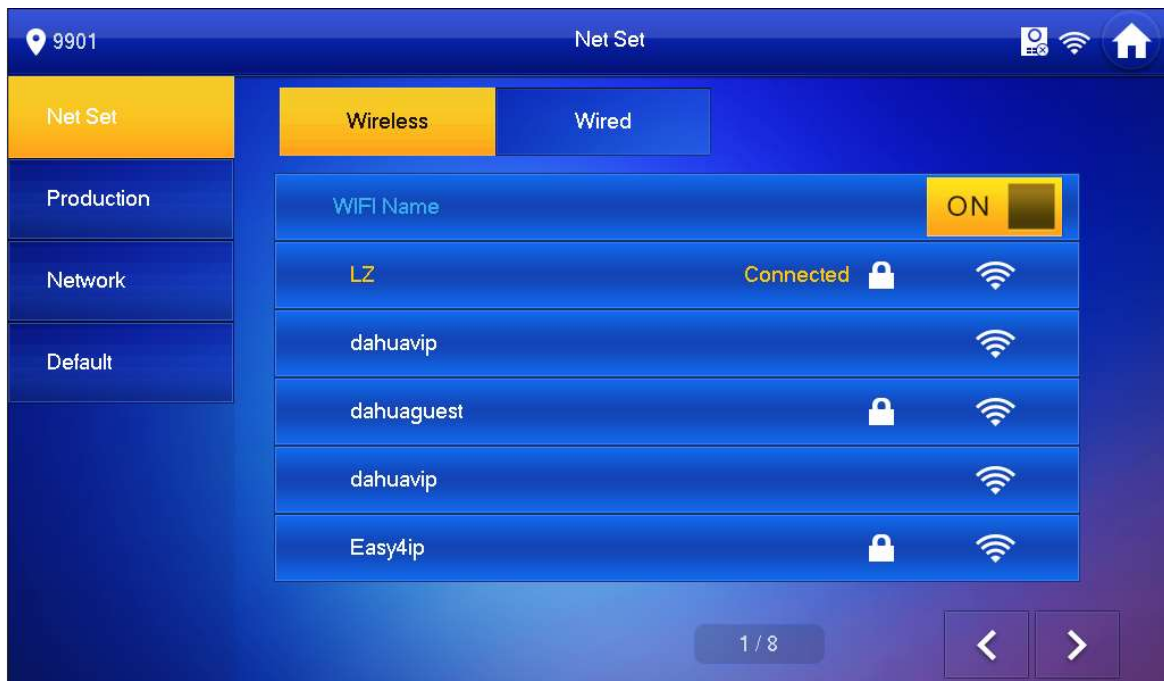 9901
Net Set
Net Set
Wireless
Wired
Production
WIFI Name
ON
Network
LZ
Connected
Default
dahuavip
dahuaguest
dahuavip
Easy4ip
1 / 8